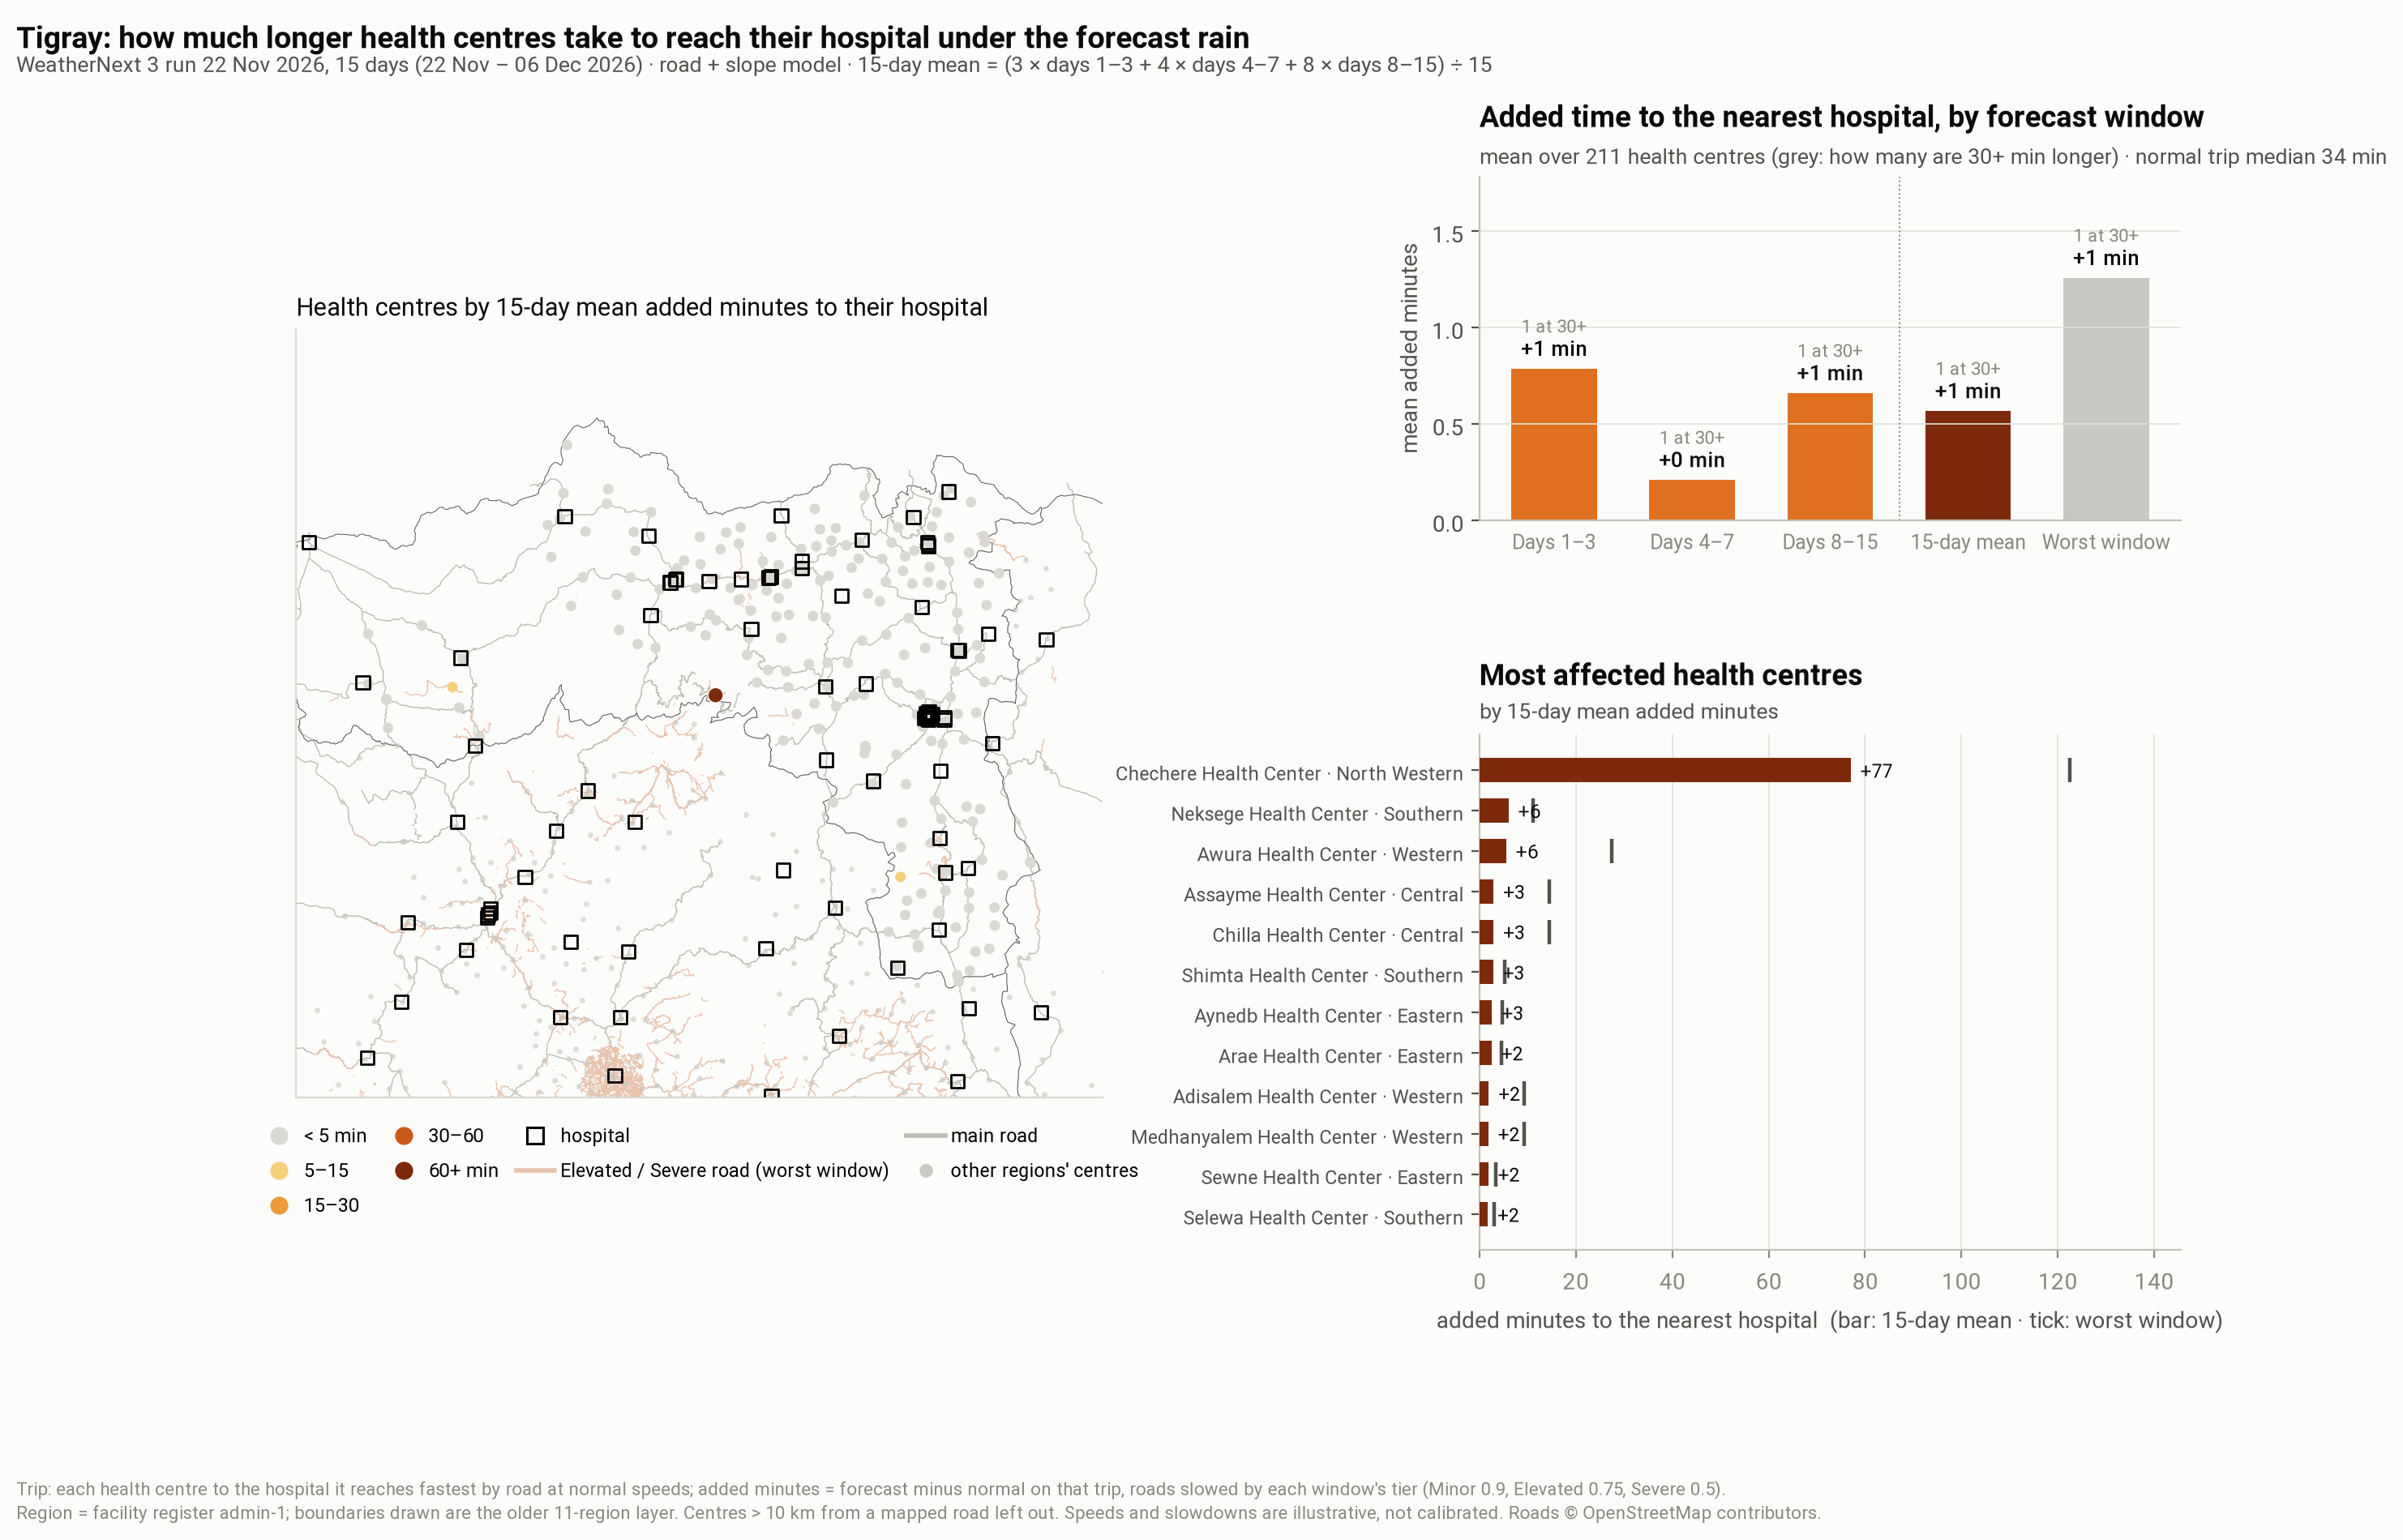 Tigray: how much longer health centres take to reach their hospital under the forecast rain
WeatherNext 3 run 22 Nov 2026, 15 days (22 Nov – 06 Dec 2026) · road + slope model · 15-day mean = (3 × days 1–3 + 4 × days 4–7 + 8 × days 8–15) ÷ 15
Added time to the nearest hospital, by forecast window
mean over 211 health centres (grey: how many are 30+ min longer) · normal trip median 34 min
mean added minutes
1.5
1.0
0.5
0.0
1 at 30+
+1 min
1 at 30+
+0 min
1 at 30+
+1 min
1 at 30+
+1 min
1 at 30+
+1 min
Days 1–3
Days 4–7
Days 8–15
15-day mean
Worst window
Health centres by 15-day mean added minutes to their hospital
< 5 min
5–15
15–30
30–60
60+ min
hospital
Elevated / Severe road (worst window)
main road
other regions' centres
Most affected health centres
by 15-day mean added minutes
Chechere Health Center · North Western
+77
Neksege Health Center · Southern
+6
Awura Health Center · Western
+6
Assayme Health Center · Central
+3
Chilla Health Center · Central
+3
Shimta Health Center · Southern
+3
Aynedb Health Center · Eastern
+3
Arae Health Center · Eastern
+2
Adisalem Health Center · Western
+2
Medhanyalem Health Center · Western
+2
Sewne Health Center · Eastern
+2
Selewa Health Center · Southern
+2
0
20
40
60
80
100
120
140
added minutes to the nearest hospital (bar: 15-day mean · tick: worst window)
Trip: each health centre to the hospital it reaches fastest by road at normal speeds; added minutes = forecast minus normal on that trip, roads slowed by each window's tier (Minor 0.9, Elevated 0.75, Severe 0.5).
Region = facility register admin-1; boundaries drawn are the older 11-region layer. Centres > 10 km from a mapped road left out. Speeds and slowdowns are illustrative, not calibrated. Roads © OpenStreetMap contributors.